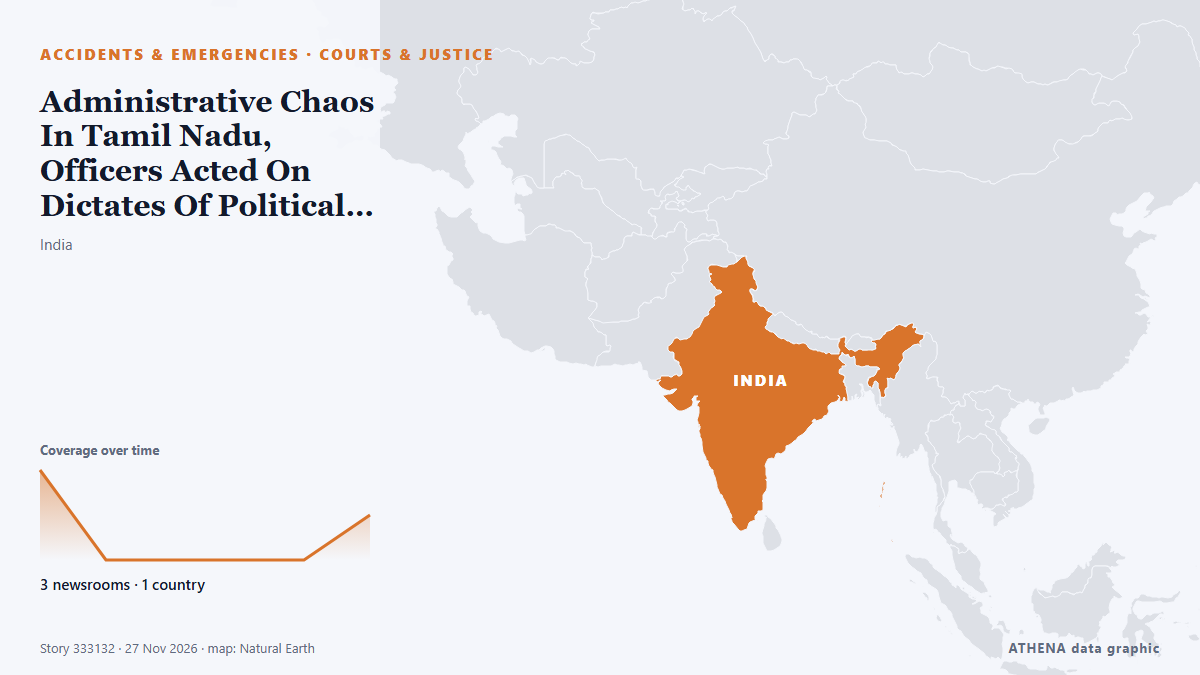 ACCIDENTS & EMERGENCIES · COURTS & JUSTICE
Administrative Chaos
In Tamil Nadu,
Officers Acted On
Dictates Of Political...
India
INDIA
Coverage over time
3 newsrooms · 1 country
Story 333132 · 27 Nov 2026 · map: Natural Earth
ATHENA data graphic